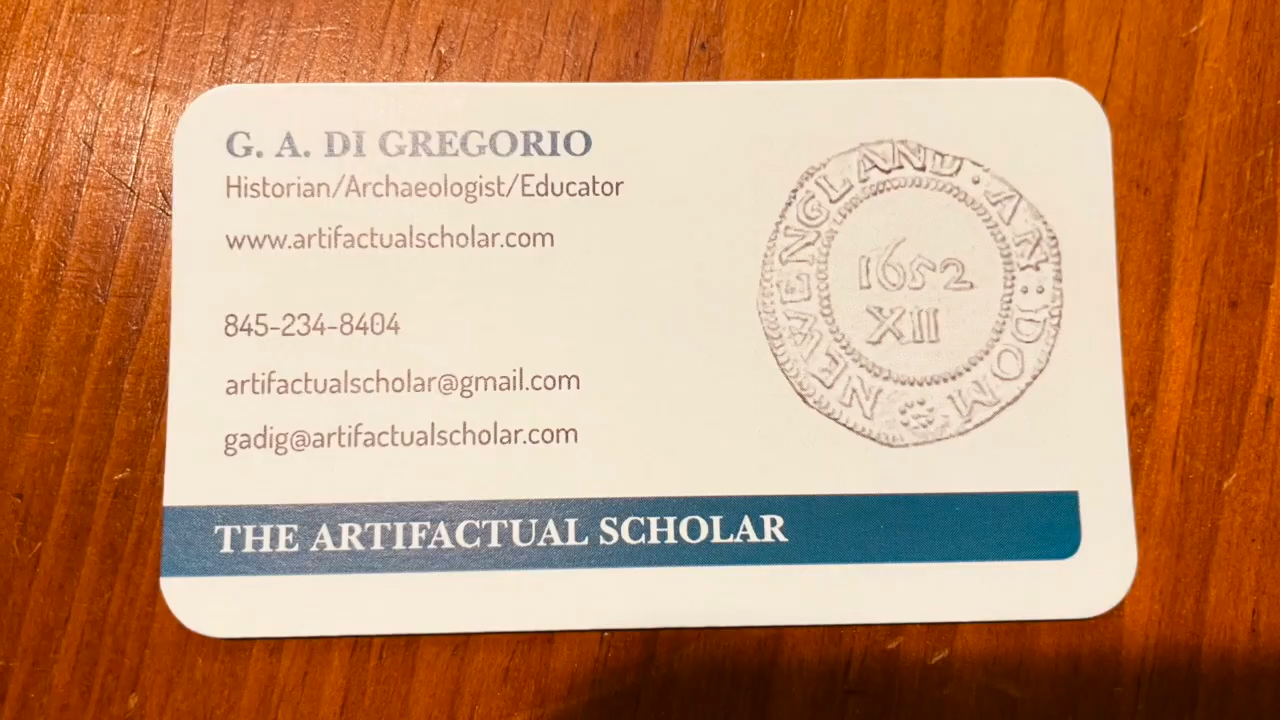 G. A. DI GREGORIO
Historian/Archaeologist/Educator
www.artifactualscholar.com
845-234-8404
artifactualscholar@gmail.com
gadig@artifactualscholar.com
THE ARTIFACTUAL SCHOLAR
NEW ENGLAND · AN : DOM
1652
XII